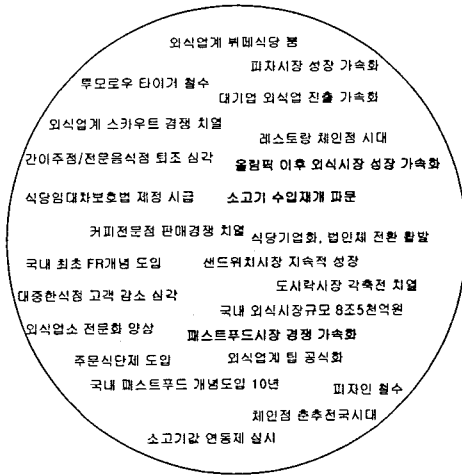 외식업계 뷔페식당 붐
피자시장 성장 가속화
투모로우 타이거 철수
대기업 외식업 진출 가속화
외식업계 스카우트 경쟁 치열
레스토랑 체인점 시대
간이주점/전문음식점 퇴조 심각
올림픽 이후 외식시장 성장 가속화
식당임대차보호법 제정 시급
소고기 수입재개 파문
커피전문점 판매경쟁 치열
식당기업화, 법인체 전환 활발
국내 최초 FR개념 도입
샌드위치시장 지속적 성장
도시락시장 각축전 치열
대중한식점 고객 감소 심각
국내 외식시장규모 8조5천억원
외식업소 전문화 양상
패스트푸드시장 경쟁 가속화
주문식단제 도입
외식업계 팁 공식화
국내 패스트푸드 개념도입 10년
피자인 철수
체인점 춘추전국시대
소고기값 연동제 실시